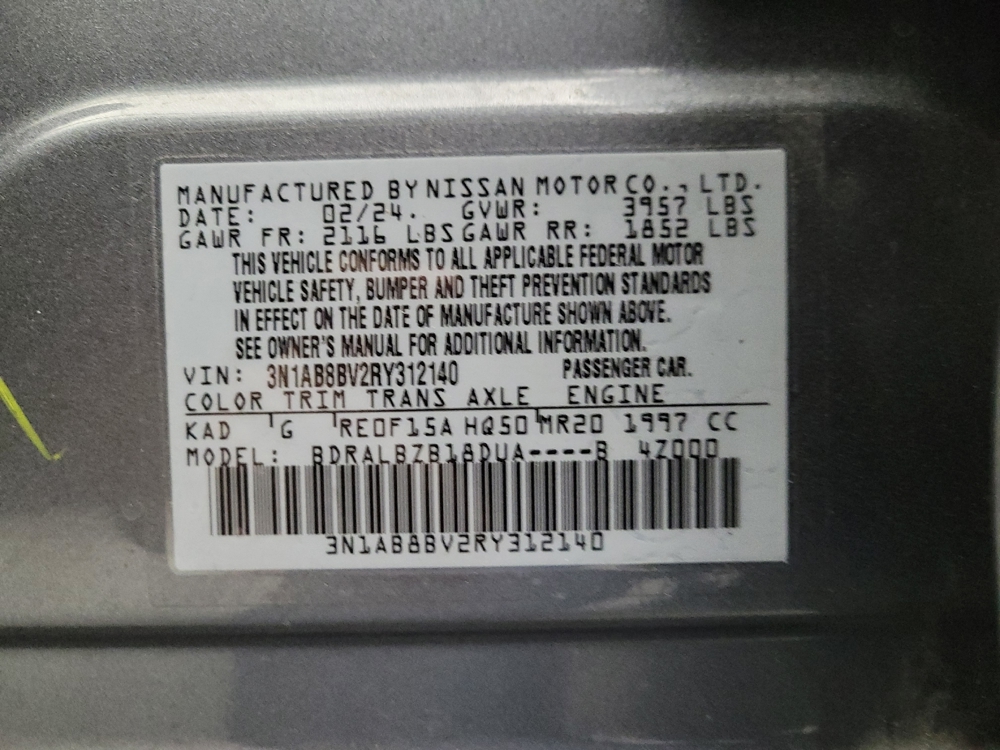 MANUFACTURED BY NISSAN MOTOR CO., LTD.
DATE: 02/24. GVWR: 3957 LBS
GAWR FR: 2116 LBS GAWR RR: 1852 LBS
THIS VEHICLE CONFORMS TO ALL APPLICABLE FEDERAL MOTOR
VEHICLE SAFETY, BUMPER AND THEFT PREVENTION STANDARDS
IN EFFECT ON THE DATE OF MANUFACTURE SHOWN ABOVE.
SEE OWNER'S MANUAL FOR ADDITIONAL INFORMATION.
VIN: 3N1AB8BV2RY312140 PASSENGER CAR.
COLOR TRIM TRANS AXLE ENGINE
KAD G RE0F15A HQ50 MR20 1997 CC
MODEL: BDRALBZB18DUA----B 4Z000
3N1AB8BV2RY312140